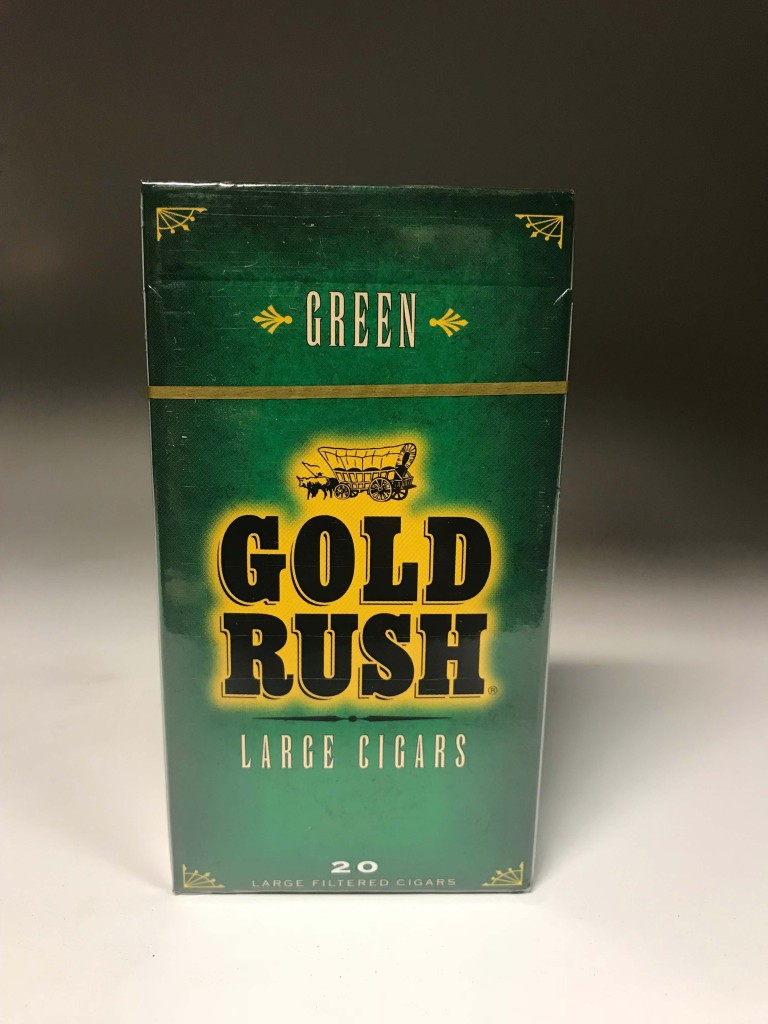 GREEN
GOLD
RUSH®
LARGE CIGARS
20
LARGE FILTERED CIGARS